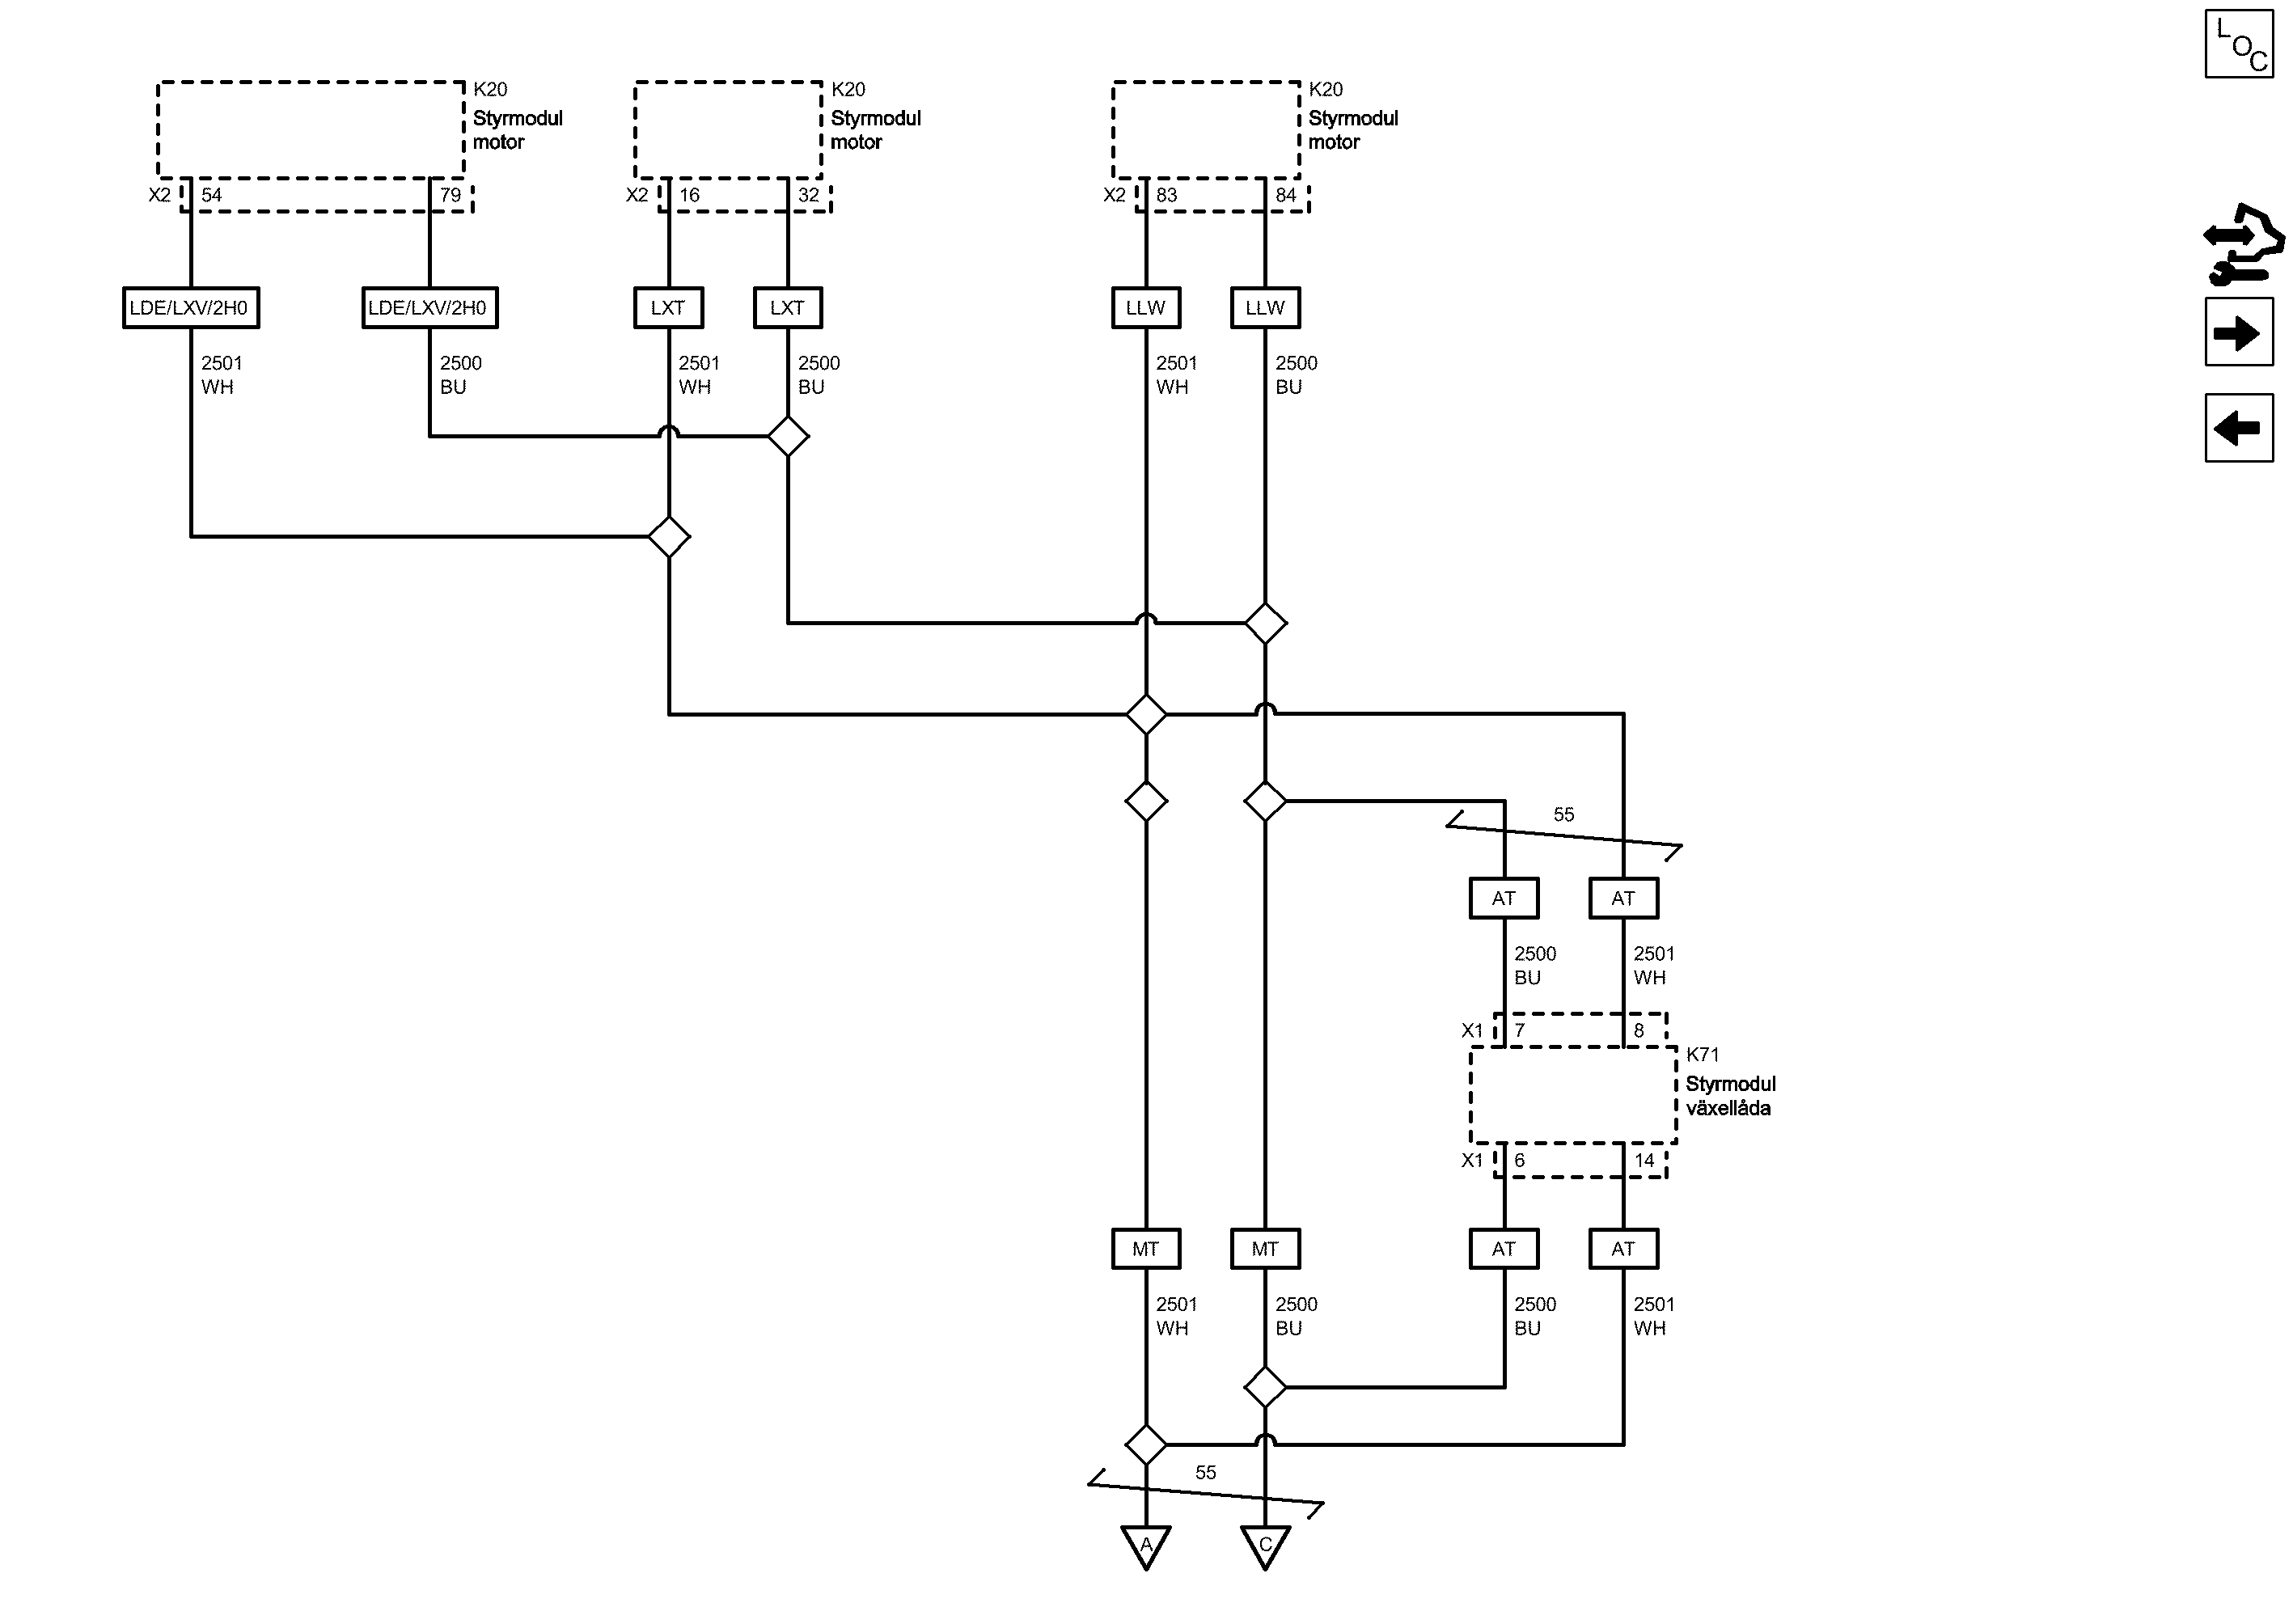 LOC
K20
Styrmodul
motor
K20
Styrmodul
motor
K20
Styrmodul
motor
X2 54 79
X2 16 32
X2 83 84
LDE/LXV/2H0
LDE/LXV/2H0
LXT
LXT
LLW
LLW
2501
WH
2500
BU
2501
WH
2500
BU
2501
WH
2500
BU
55
AT
AT
2500
BU
2501
WH
X1 7 8
K71
Styrmodul
växellåda
X1 6 14
MT
MT
AT
AT
2501
WH
2500
BU
2500
BU
2501
WH
55
A
C